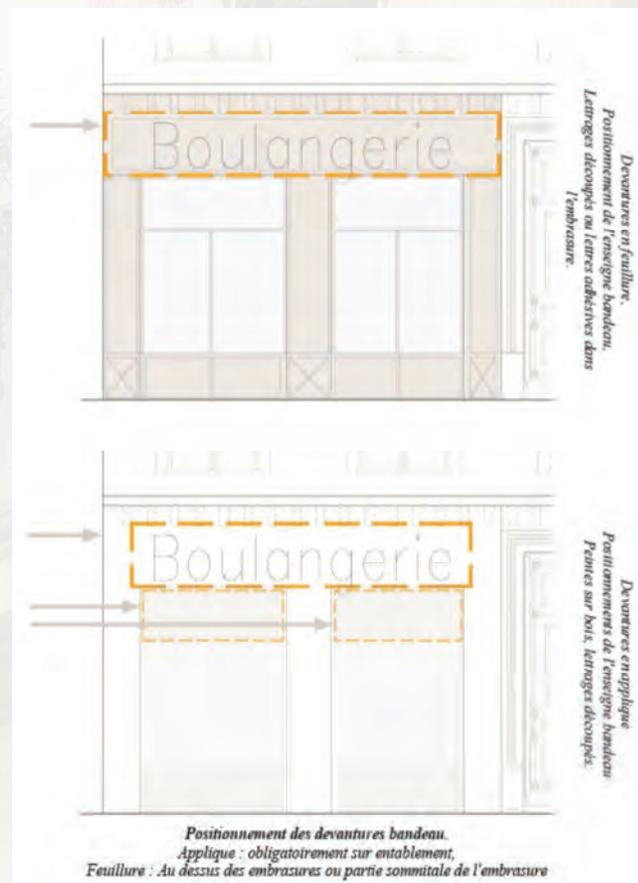 Boulangerie
Devantures en feuillure.
Positionnement de l'enseigne bandeau,
Lettrages découpés ou lettres adhésives dans
l'embrasure.
Boulangerie
Devantures en applique
Positionnements de l'enseigne bandeau
Peintes sur bois, lettrages découpés.
Positionnement des devantures bandeau.
Applique : obligatoirement sur entablement,
Feuillure : Au dessus des embrasures ou partie sommitale de l'embrasure